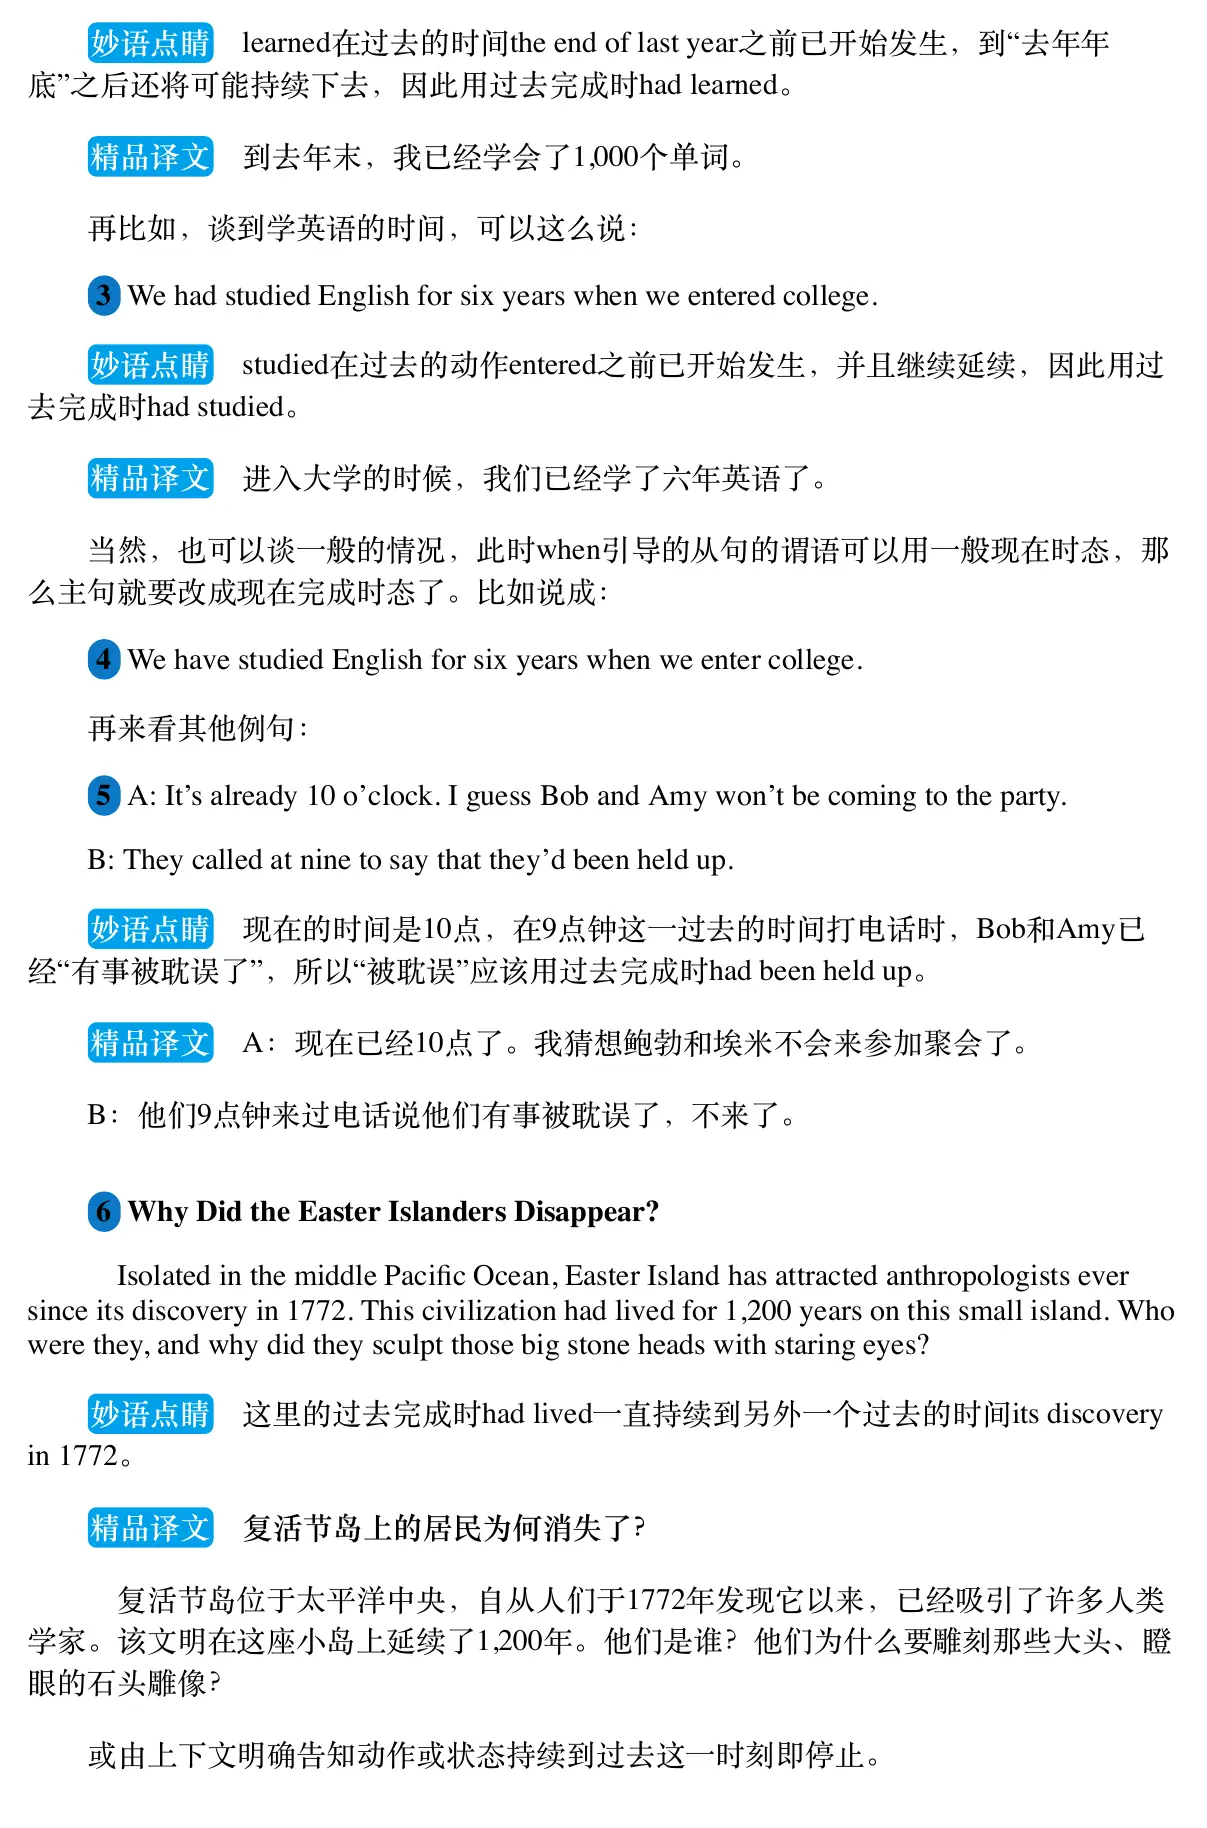 妙语点睛 learned在过去的时间the end of last year之前已开始发生，到“去年年
底”之后还将可能持续下去，因此用过去完成时had learned。
精品译文 到去年末，我已经学会了1,000个单词。
再比如，谈到学英语的时间，可以这么说：
3 We had studied English for six years when we entered college.
妙语点睛 studied在过去的动作entered之前已开始发生，并且继续延续，因此用过
去完成时had studied。
精品译文 进入大学的时候，我们已经学了六年英语了。
当然，也可以谈一般的情况，此时when引导的从句的谓语可以用一般现在时态，那
么主句就要改成现在完成时态了。比如说成：
4 We have studied English for six years when we enter college.
再来看其他例句：
5 A: It’s already 10 o’clock. I guess Bob and Amy won’t be coming to the party.
B: They called at nine to say that they’d been held up.
妙语点睛 现在的时间是10点，在9点钟这一过去的时间打电话时，Bob和Amy已
经“有事被耽误了”，所以“被耽误”应该用过去完成时had been held up。
精品译文 A：现在已经10点了。我猜想鲍勃和埃米不会来参加聚会了。
B：他们9点钟来过电话说他们有事被耽误了，不来了。
6 Why Did the Easter Islanders Disappear?
Isolated in the middle Pacific Ocean, Easter Island has attracted anthropologists ever
since its discovery in 1772. This civilization had lived for 1,200 years on this small island. Who
were they, and why did they sculpt those big stone heads with staring eyes?
妙语点睛 这里的过去完成时had lived一直持续到另外一个过去的时间its discovery
in 1772。
精品译文 复活节岛上的居民为何消失了？
复活节岛位于太平洋中央，自从人们于1772年发现它以来，已经吸引了许多人类
学家。该文明在这座小岛上延续了1,200年。他们是谁？他们为什么要雕刻那些大头、瞪
眼的石头雕像？
或由上下文明确告知动作或状态持续到过去这一时刻即停止。